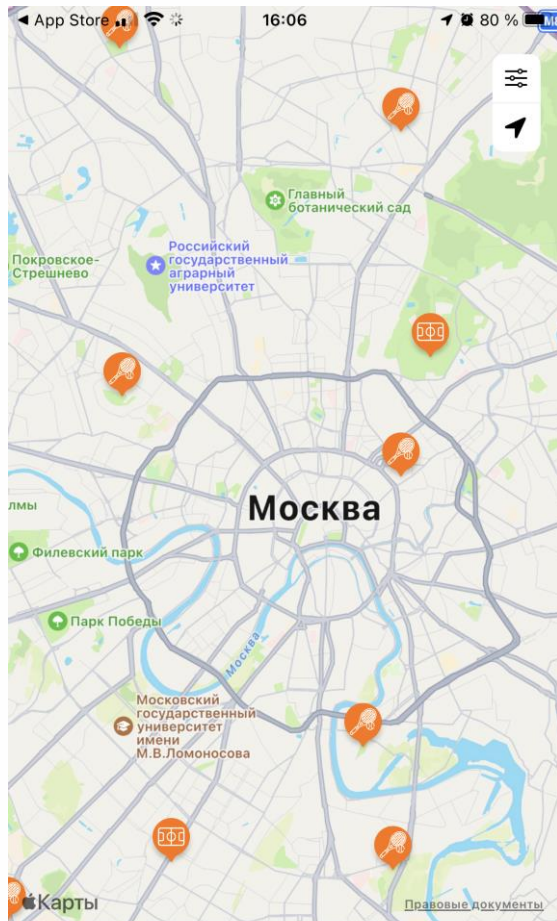 App Store
16:06
80 %
Главный
ботанический сад
Российский
государственный
аграрный
университет
Покровское-
Стрешнево
Москва
Филевский парк
Парк Победы
Москва
Московский
государственный
университет
имени
М.В.Ломоносова
Карты
Правовые документы